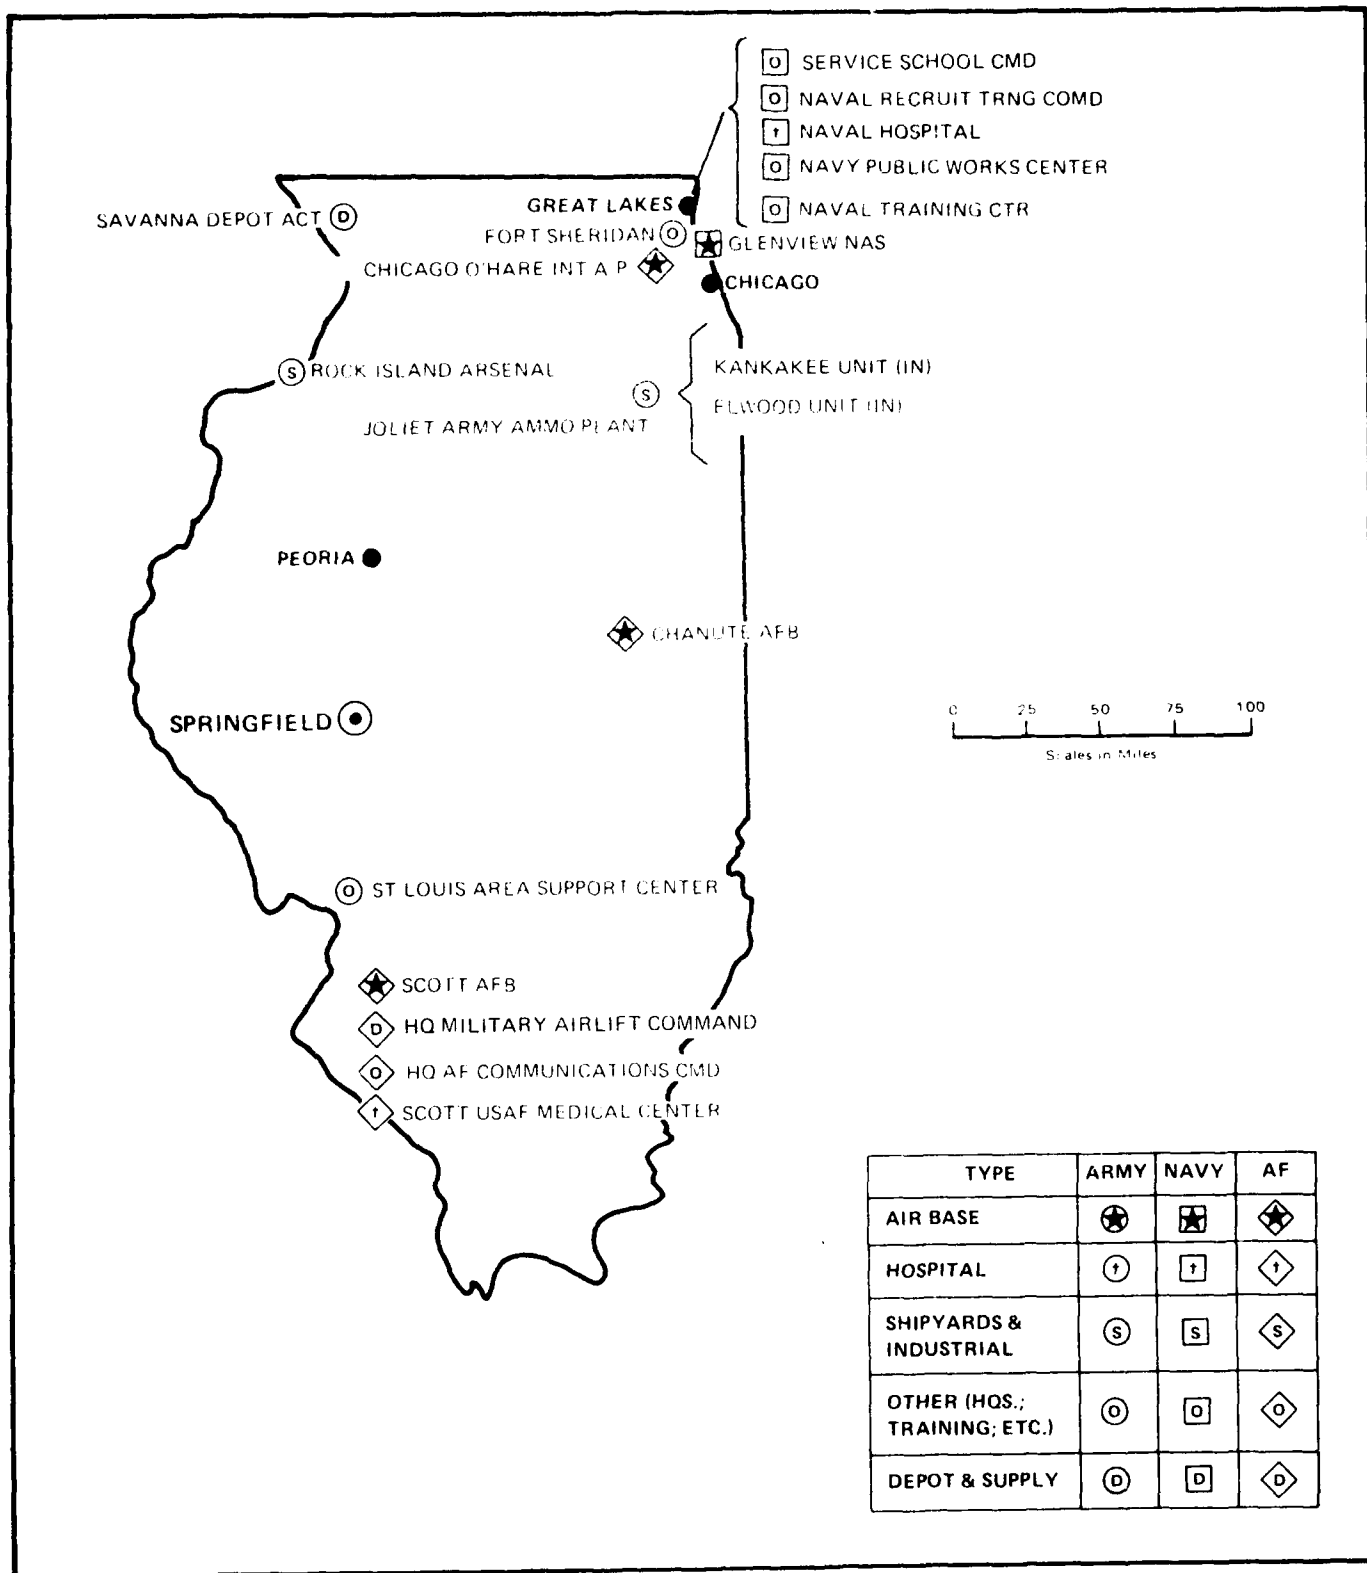 SERVICE SCHOOL CMD
NAVAL RECRUIT TRNG COMD
NAVAL HOSPITAL
NAVY PUBLIC WORKS CENTER
NAVAL TRAINING CTR
GREAT LAKES
SAVANNA DEPOT ACT D
FORT SHERIDAN O
GLENVIEW NAS
CHICAGO O'HARE INT A P
CHICAGO
S ROCK ISLAND ARSENAL
KANKAKEE UNIT (IN)
S
ELWOOD UNIT (IN)
JOLIET ARMY AMMO PLANT
PEORIA
CHANUTE AFB
SPRINGFIELD
0 25 50 75 100
Scales in Miles
O ST LOUIS AREA SUPPORT CENTER
SCOTT AFB
D HQ MILITARY AIRLIFT COMMAND
O HQ AF COMMUNICATIONS CMD
SCOTT USAF MEDICAL CENTER
TYPE ARMY NAVY AF
AIR BASE
HOSPITAL
SHIPYARDS &
INDUSTRIAL S S S
OTHER (HQS.;
TRAINING; ETC.) O O O
DEPOT & SUPPLY D D D